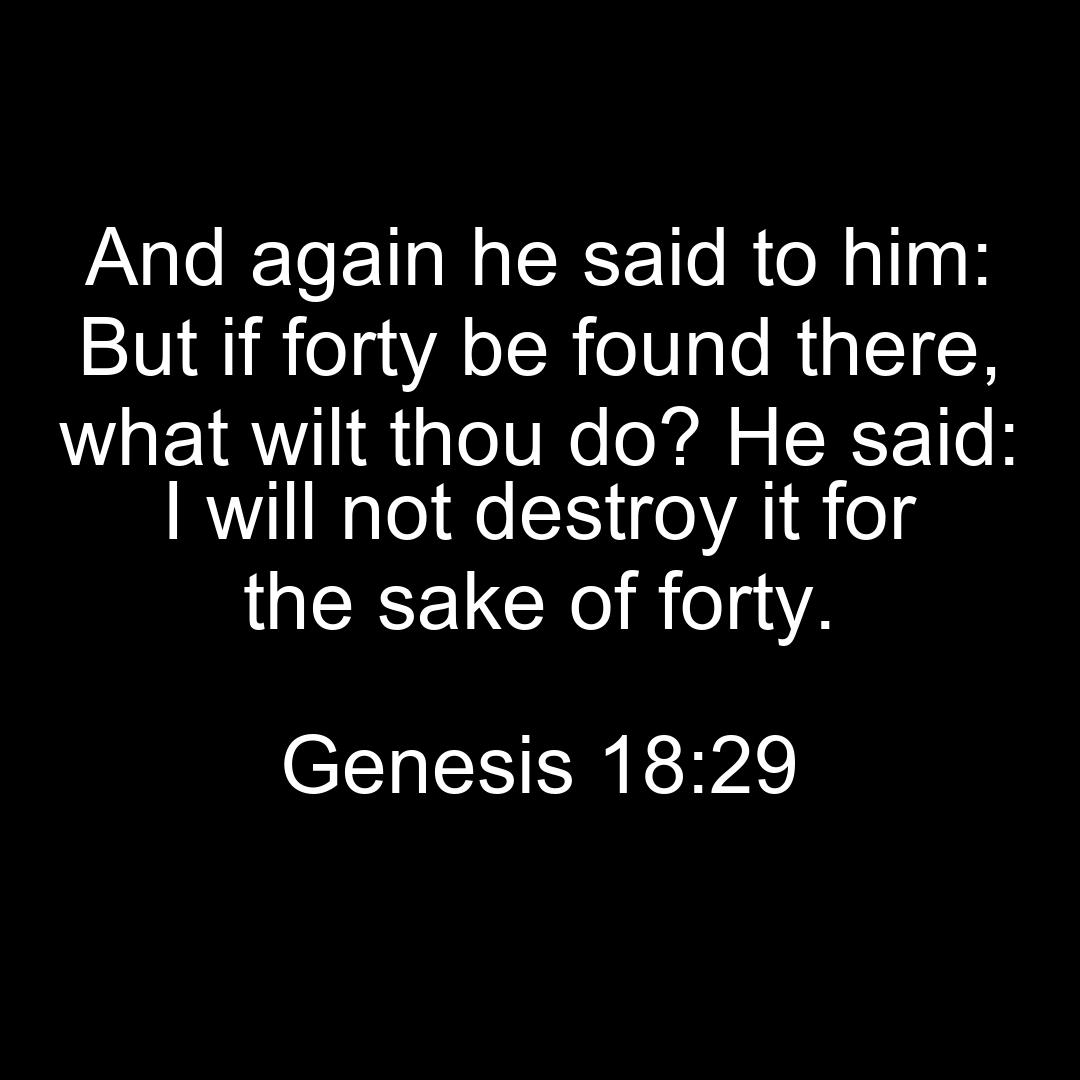 And again he said to him:
But if forty be found there,
what wilt thou do? He said:
I will not destroy it for
the sake of forty.
Genesis 18:29